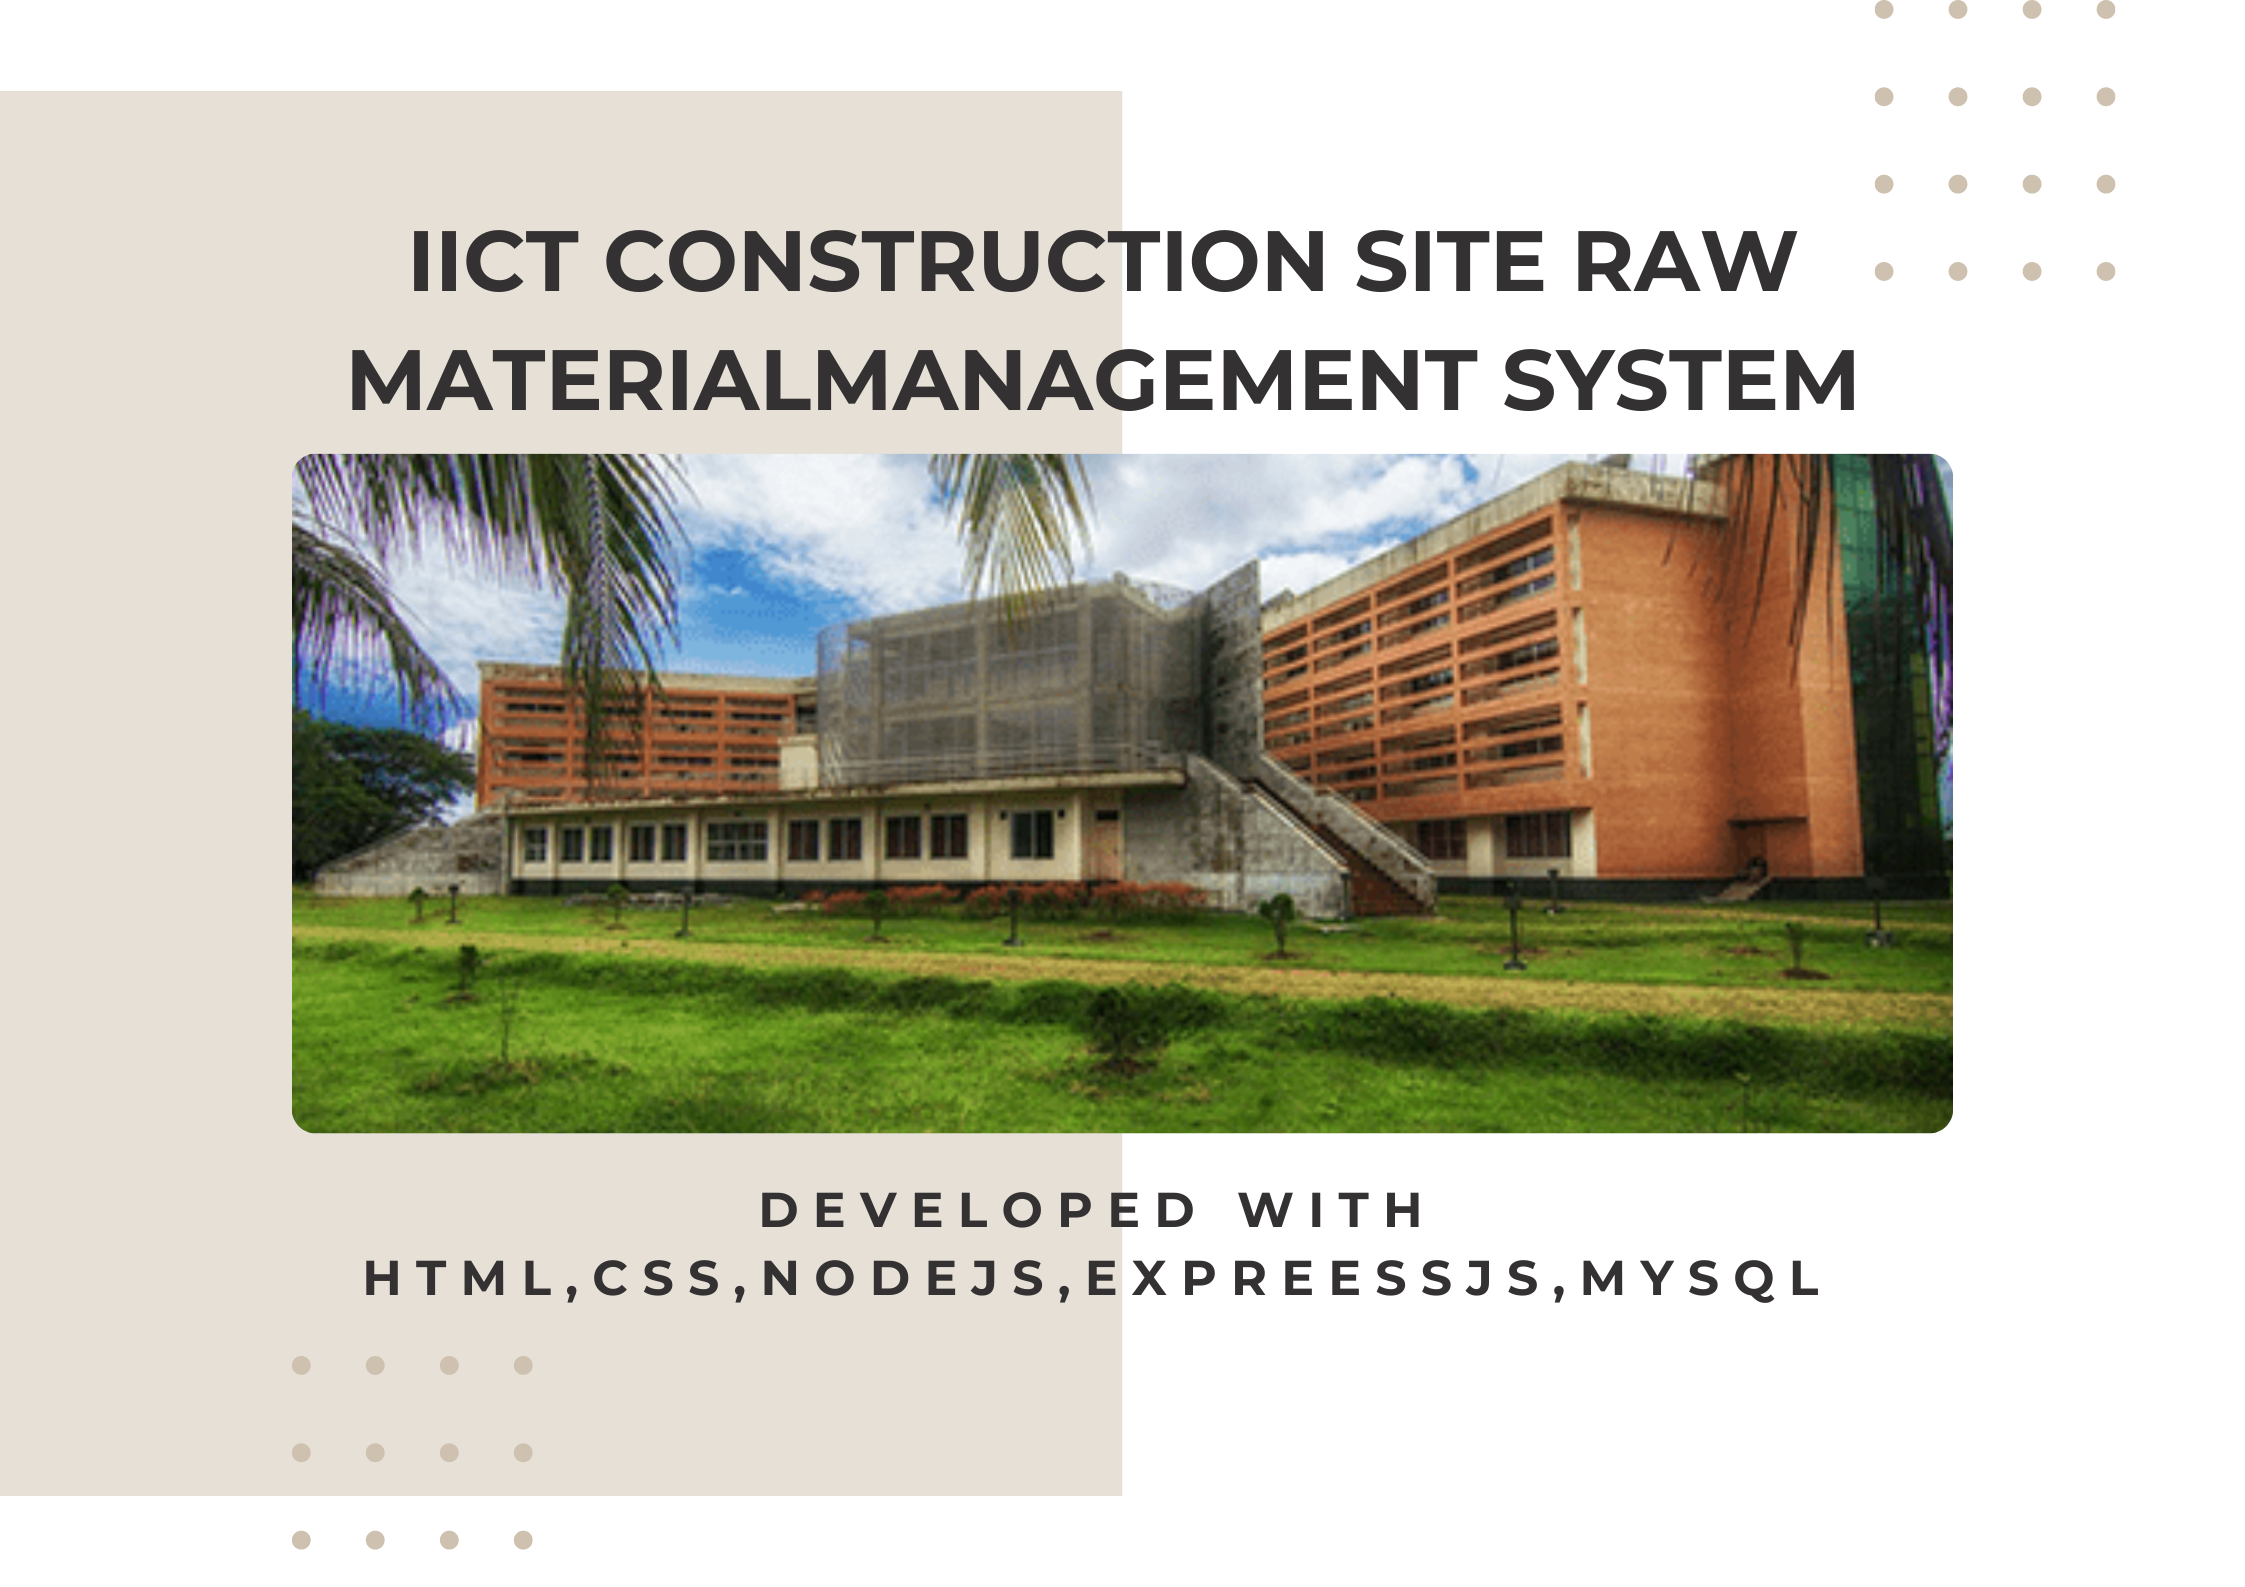 IICT CONSTRUCTION SITE RAW
MATERIALMANAGEMENT SYSTEM
DEVELOPED WITH
HTML,CSS,NODEJS,EXPREESSJS,MYSQL